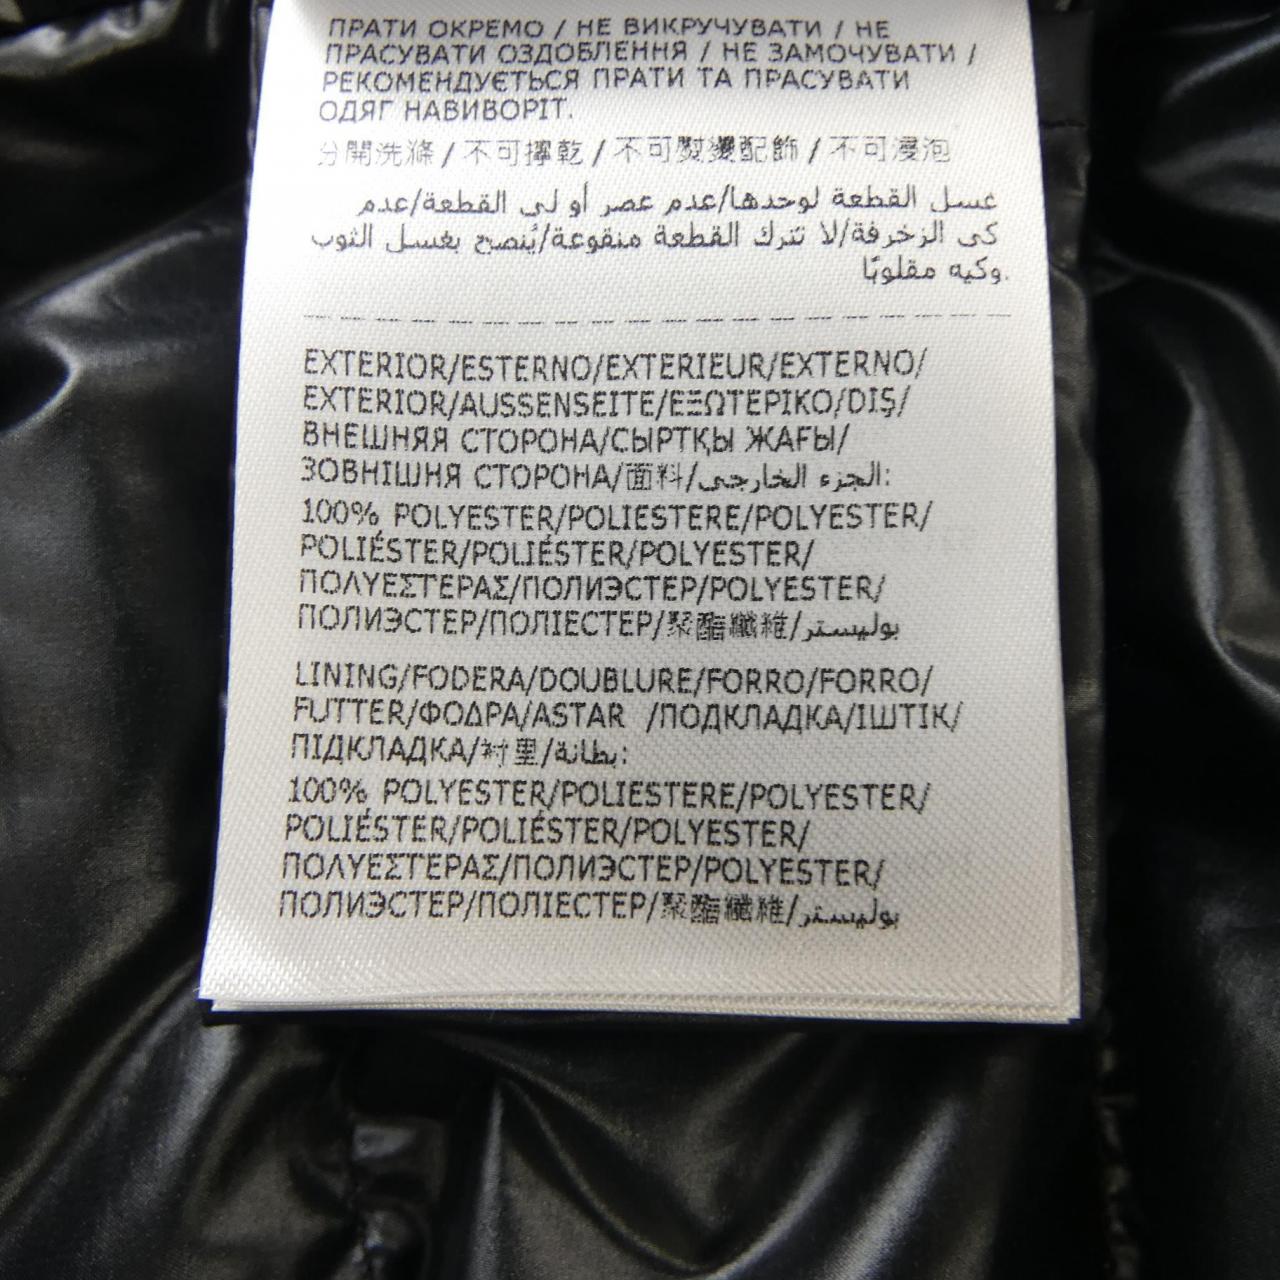 ПРАТИ ОКРЕМО / НЕ ВИКРУЧУВАТИ / НЕ
ПРАСУВАТИ ОЗДОБЛЕННЯ / НЕ ЗАМОЧУВАТИ /
РЕКОМЕНДУЄТЬСЯ ПРАТИ ТА ПРАСУВАТИ
ОДЯГ НАВИВОРІТ.
分開洗滌 / 不可擰乾 / 不可熨燙配飾 / 不可浸泡
غسل القطعة لوحدها/عدم عصر أو لي القطعة/عدم
كي الزخرفة/لا تترك القطعة منقوعة/يُنصح بغسل الثوب
وكيه مقلوبًا.
EXTERIOR/ESTERNO/EXTERIEUR/EXTERNO/
EXTERIOR/AUSSENSEITE/ΕΞΩΤΕΡΙΚΟ/DIŞ/
ВНЕШНЯЯ СТОРОНА/СЫРТҚЫ ЖАҒЫ/
ЗОВНІШНЯ СТОРОНА/面料/الجزء الخارجي:
100% POLYESTER/POLIESTERE/POLYESTER/
POLIÉSTER/POLIÉSTER/POLYESTER/
ΠΟΛΥΕΣΤΕΡΑΣ/ПОЛИЭСТЕР/POLYESTER/
ПОЛИЭСТЕР/ПОЛІЕСТЕР/聚酯纖維/بوليستر
LINING/FODERA/DOUBLURE/FORRO/FORRO/
FUTTER/ΦΟΔΡΑ/ASTAR /ПОДКЛАДКА/ІШТІК/
ПІДКЛАДКА/衬里/بطانة:
100% POLYESTER/POLIESTERE/POLYESTER/
POLIÉSTER/POLIÉSTER/POLYESTER/
ΠΟΛΥΕΣΤΕΡΑΣ/ПОЛИЭСТЕР/POLYESTER/
ПОЛИЭСТЕР/ПОЛІЕСТЕР/聚酯纖維/بوليستر